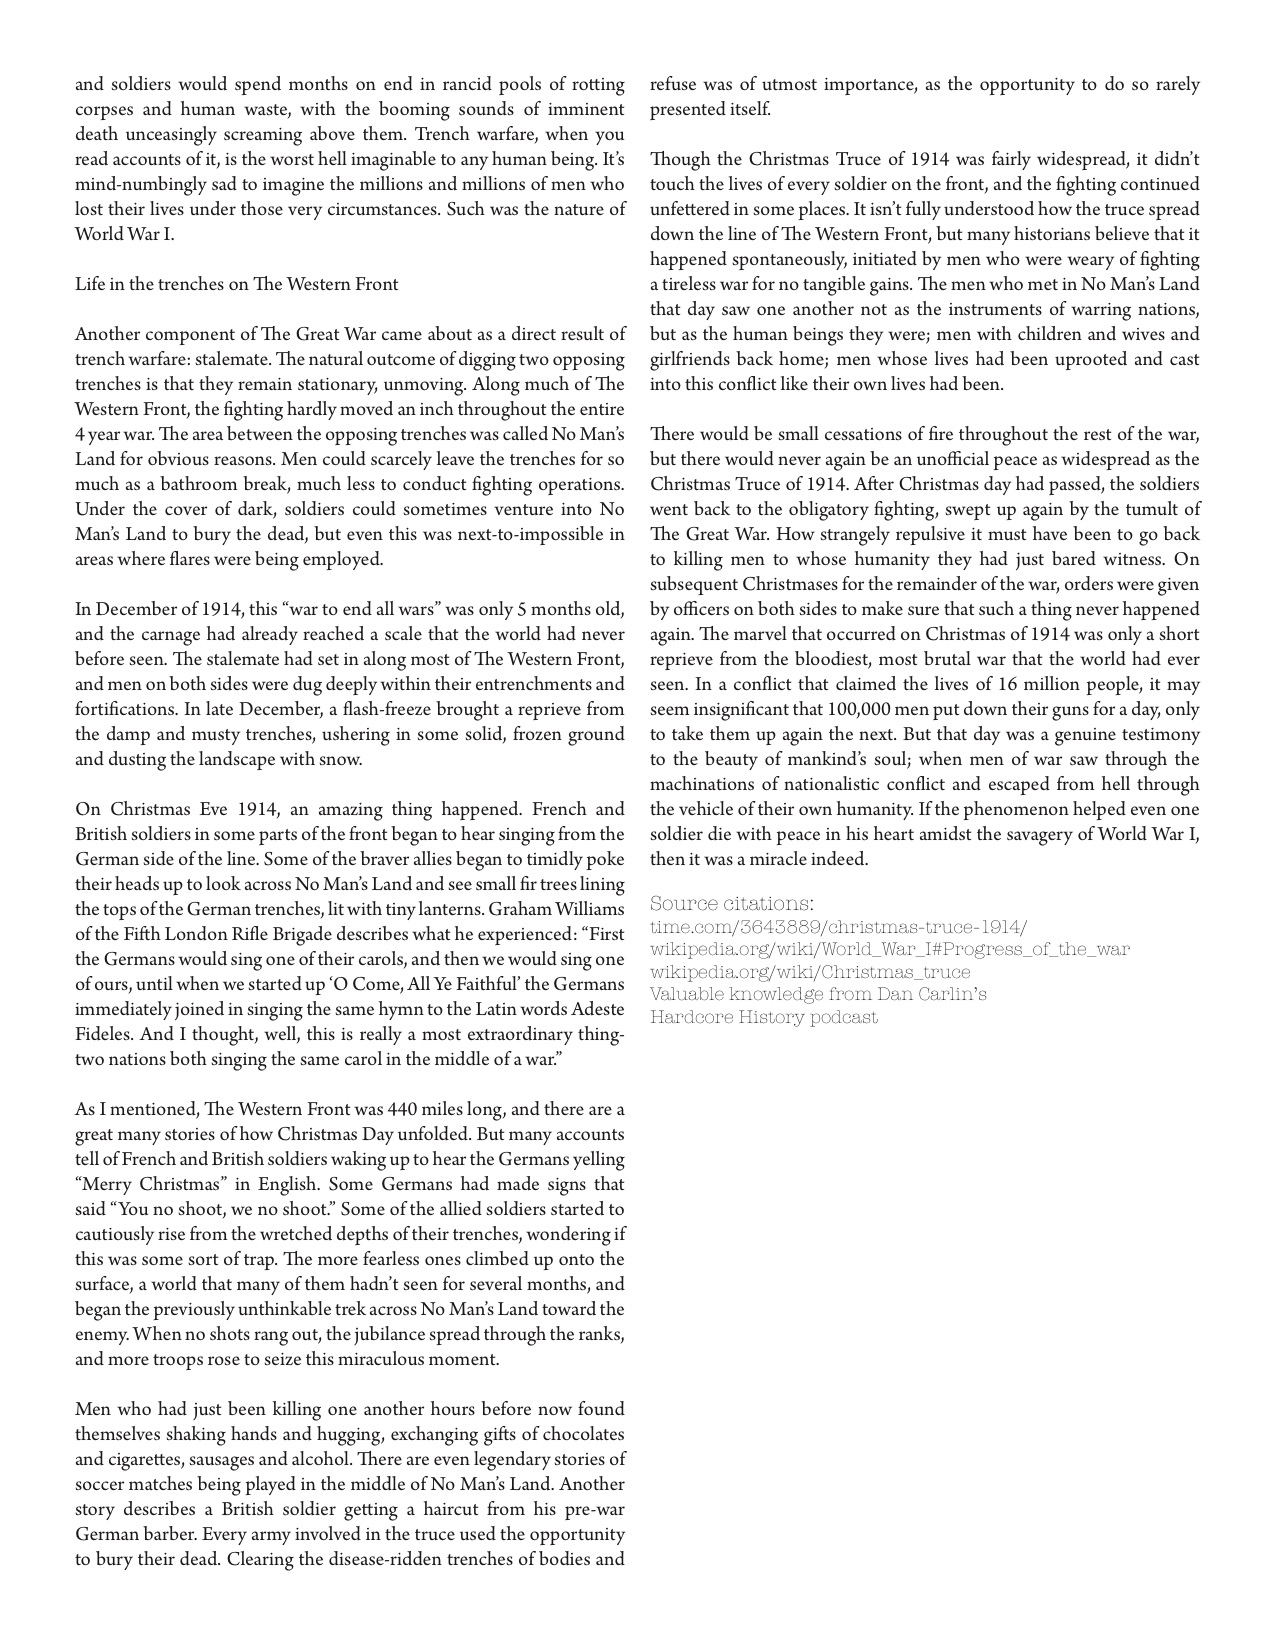 and soldiers would spend months on end in rancid pools of rotting
corpses and human waste, with the booming sounds of imminent
death unceasingly screaming above them. Trench warfare, when you
read accounts of it, is the worst hell imaginable to any human being. It’s
mind-numbingly sad to imagine the millions and millions of men who
lost their lives under those very circumstances. Such was the nature of
World War I.
Life in the trenches on The Western Front
Another component of The Great War came about as a direct result of
trench warfare: stalemate. The natural outcome of digging two opposing
trenches is that they remain stationary, unmoving. Along much of The
Western Front, the fighting hardly moved an inch throughout the entire
4 year war. The area between the opposing trenches was called No Man’s
Land for obvious reasons. Men could scarcely leave the trenches for so
much as a bathroom break, much less to conduct fighting operations.
Under the cover of dark, soldiers could sometimes venture into No
Man’s Land to bury the dead, but even this was next-to-impossible in
areas where flares were being employed.
In December of 1914, this “war to end all wars” was only 5 months old,
and the carnage had already reached a scale that the world had never
before seen. The stalemate had set in along most of The Western Front,
and men on both sides were dug deeply within their entrenchments and
fortifications. In late December, a flash-freeze brought a reprieve from
the damp and musty trenches, ushering in some solid, frozen ground
and dusting the landscape with snow.
On Christmas Eve 1914, an amazing thing happened. French and
British soldiers in some parts of the front began to hear singing from the
German side of the line. Some of the braver allies began to timidly poke
their heads up to look across No Man’s Land and see small fir trees lining
the tops of the German trenches, lit with tiny lanterns. Graham Williams
of the Fifth London Rifle Brigade describes what he experienced: “First
the Germans would sing one of their carols, and then we would sing one
of ours, until when we started up ‘O Come, All Ye Faithful’ the Germans
immediately joined in singing the same hymn to the Latin words Adeste
Fideles. And I thought, well, this is really a most extraordinary thing-
two nations both singing the same carol in the middle of a war.”
As I mentioned, The Western Front was 440 miles long, and there are a
great many stories of how Christmas Day unfolded. But many accounts
tell of French and British soldiers waking up to hear the Germans yelling
“Merry Christmas” in English. Some Germans had made signs that
said “You no shoot, we no shoot.” Some of the allied soldiers started to
cautiously rise from the wretched depths of their trenches, wondering if
this was some sort of trap. The more fearless ones climbed up onto the
surface, a world that many of them hadn’t seen for several months, and
began the previously unthinkable trek across No Man’s Land toward the
enemy. When no shots rang out, the jubilance spread through the ranks,
and more troops rose to seize this miraculous moment.
Men who had just been killing one another hours before now found
themselves shaking hands and hugging, exchanging gifts of chocolates
and cigarettes, sausages and alcohol. There are even legendary stories of
soccer matches being played in the middle of No Man’s Land. Another
story describes a British soldier getting a haircut from his pre-war
German barber. Every army involved in the truce used the opportunity
to bury their dead. Clearing the disease-ridden trenches of bodies and
refuse was of utmost importance, as the opportunity to do so rarely
presented itself.
Though the Christmas Truce of 1914 was fairly widespread, it didn’t
touch the lives of every soldier on the front, and the fighting continued
unfettered in some places. It isn’t fully understood how the truce spread
down the line of The Western Front, but many historians believe that it
happened spontaneously, initiated by men who were weary of fighting
a tireless war for no tangible gains. The men who met in No Man’s Land
that day saw one another not as the instruments of warring nations,
but as the human beings they were; men with children and wives and
girlfriends back home; men whose lives had been uprooted and cast
into this conflict like their own lives had been.
There would be small cessations of fire throughout the rest of the war,
but there would never again be an unofficial peace as widespread as the
Christmas Truce of 1914. After Christmas day had passed, the soldiers
went back to the obligatory fighting, swept up again by the tumult of
The Great War. How strangely repulsive it must have been to go back
to killing men to whose humanity they had just bared witness. On
subsequent Christmases for the remainder of the war, orders were given
by officers on both sides to make sure that such a thing never happened
again. The marvel that occurred on Christmas of 1914 was only a short
reprieve from the bloodiest, most brutal war that the world had ever
seen. In a conflict that claimed the lives of 16 million people, it may
seem insignificant that 100,000 men put down their guns for a day, only
to take them up again the next. But that day was a genuine testimony
to the beauty of mankind’s soul; when men of war saw through the
machinations of nationalistic conflict and escaped from hell through
the vehicle of their own humanity. If the phenomenon helped even one
soldier die with peace in his heart amidst the savagery of World War I,
then it was a miracle indeed.
Source citations:
time.com/3643889/christmas-truce-1914/
wikipedia.org/wiki/World_War_I#Progress_of_the_war
wikipedia.org/wiki/Christmas_truce
Valuable knowledge from Dan Carlin’s
Hardcore History podcast